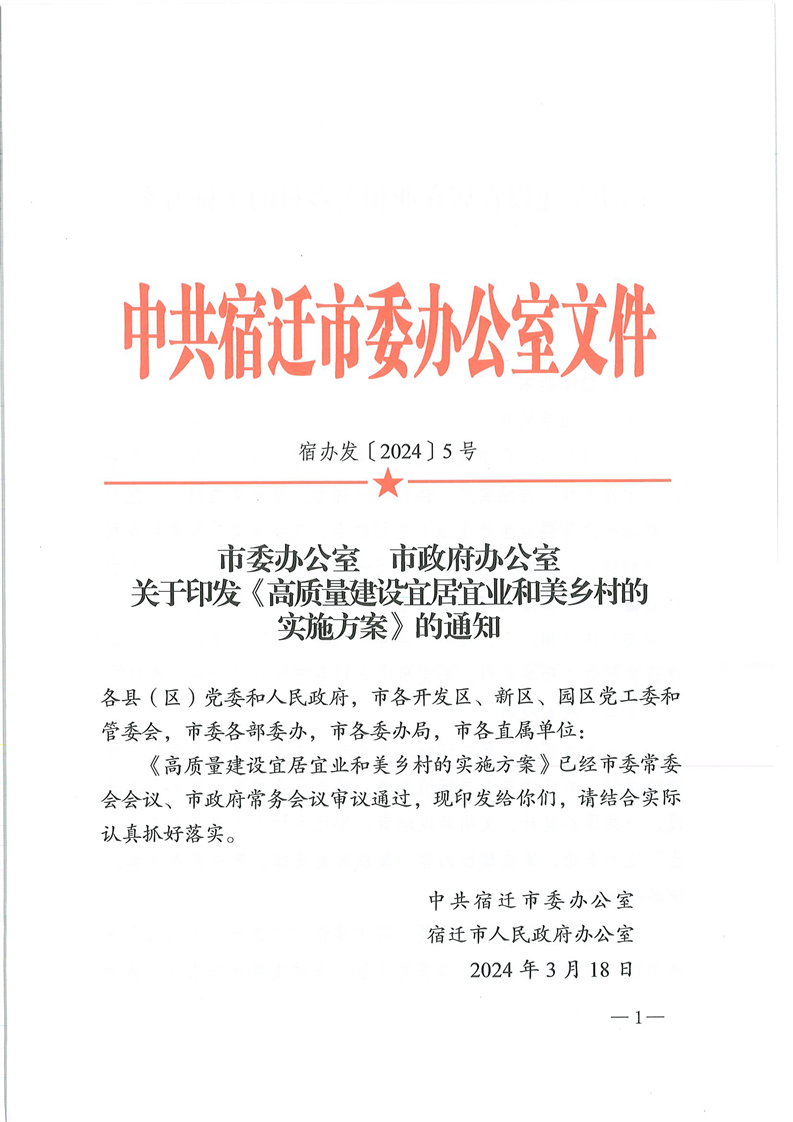 中共宿迁市委办公室文件
宿办发〔2024〕5号
市委办公室　市政府办公室
关于印发《高质量建设宜居宜业和美乡村的
实施方案》的通知
各县（区）党委和人民政府，市各开发区、新区、园区党工委和
管委会，市委各部委办，市各委办局，市各直属单位：
《高质量建设宜居宜业和美乡村的实施方案》已经市委常委
会会议、市政府常务会议审议通过，现印发给你们，请结合实际
认真抓好落实。
中共宿迁市委办公室
宿迁市人民政府办公室
2024年3月18日
—1—